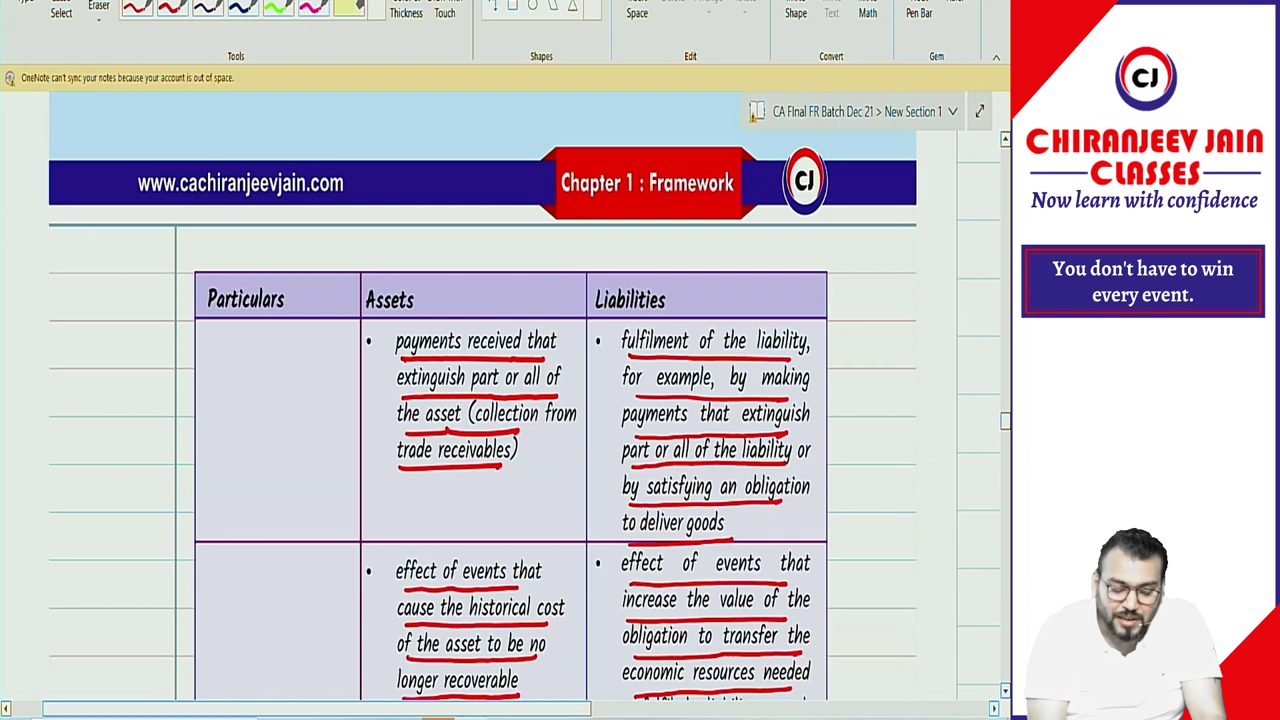 Select
Eraser
Thickness
Touch
Space
Shape
Text
Math
Pen Bar
Tools
Shapes
Edit
Convert
Gem
OneNote can't sync your notes because your account is out of space.
CA FInal FR Batch Dec 21 > New Section 1
www.cachiranjeevjain.com
Chapter 1 : Framework
CJ
Particulars
Assets
Liabilities
• payments received that
extinguish part or all of
the asset (collection from
trade receivables)
• fulfilment of the liability,
for example, by making
payments that extinguish
part or all of the liability or
by satisfying an obligation
to deliver goods
• effect of events that
cause the historical cost
of the asset to be no
longer recoverable
• effect of events that
increase the value of the
obligation to transfer the
economic resources needed
CJ
CHIRANJEEV JAIN
CLASSES
Now learn with confidence
You don't have to win
every event.